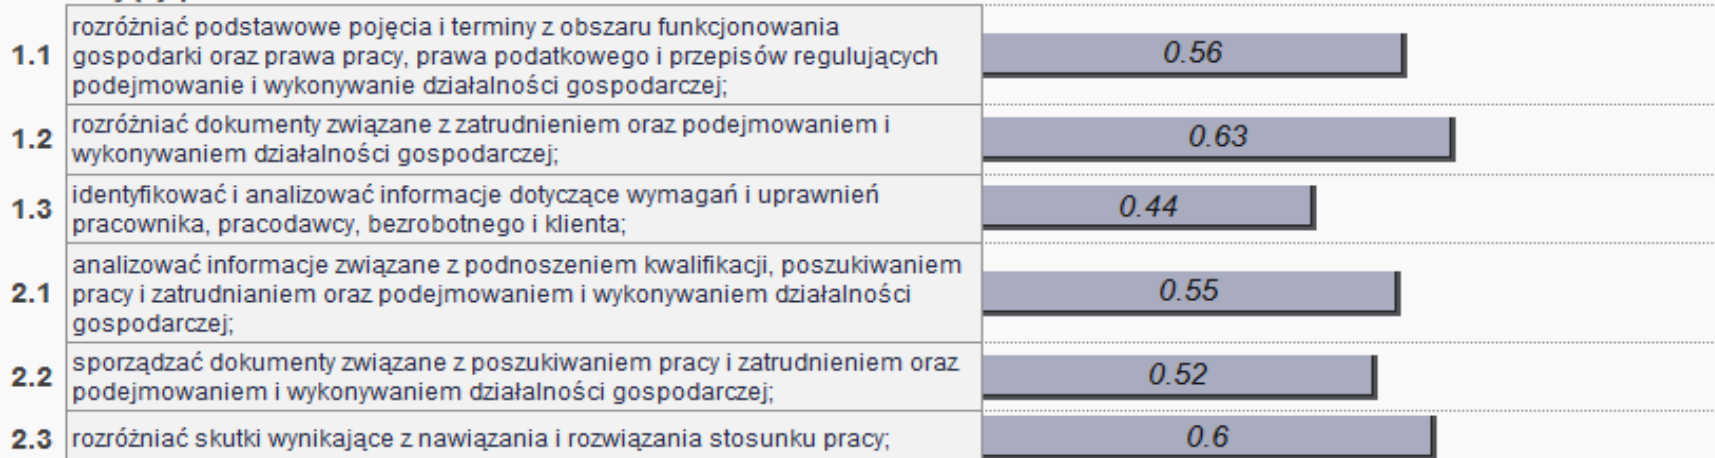 rozróżniać podstawowe pojęcia i terminy z obszaru funkcjonowania
1.1 gospodarki oraz prawa pracy, prawa podatkowego i przepisów regulujących 0.56
podejmowanie i wykonywanie działalności gospodarczej;
1.2 rozróżniać dokumenty związane z zatrudnieniem oraz podejmowaniem i 0.63
wykonywaniem działalności gospodarczej;
1.3 identyfikować i analizować informacje dotyczące wymagań i uprawnień 0.44
pracownika, pracodawcy, bezrobotnego i klienta;
analizować informacje związane z podnoszeniem kwalifikacji, poszukiwaniem
2.1 pracy i zatrudnianiem oraz podejmowaniem i wykonywaniem działalności 0.55
gospodarczej;
2.2 sporządzać dokumenty związane z poszukiwaniem pracy i zatrudnieniem oraz 0.52
podejmowaniem i wykonywaniem działalności gospodarczej;
2.3 rozróżniać skutki wynikające z nawiązania i rozwiązania stosunku pracy; 0.6